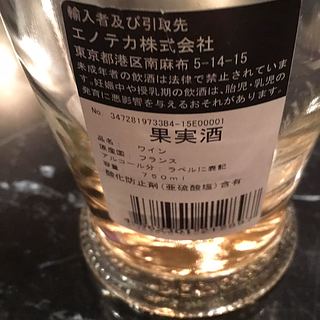 輸入者及び引取先
エノテカ株式会社
東京都港区南麻布5-14-15
未成年者の飲酒は法律で禁止されていま
す。妊娠中や授乳期の飲酒は、胎児・乳児の
発育に悪影響を与えるおそれがあります。
No. 3472819733B4-15E00001
果実酒
品名: ワイン
原産国: フランス
アルコール分:ラベルに表記
容量: 750ml
酸化防止剤(亜硫酸塩)含有